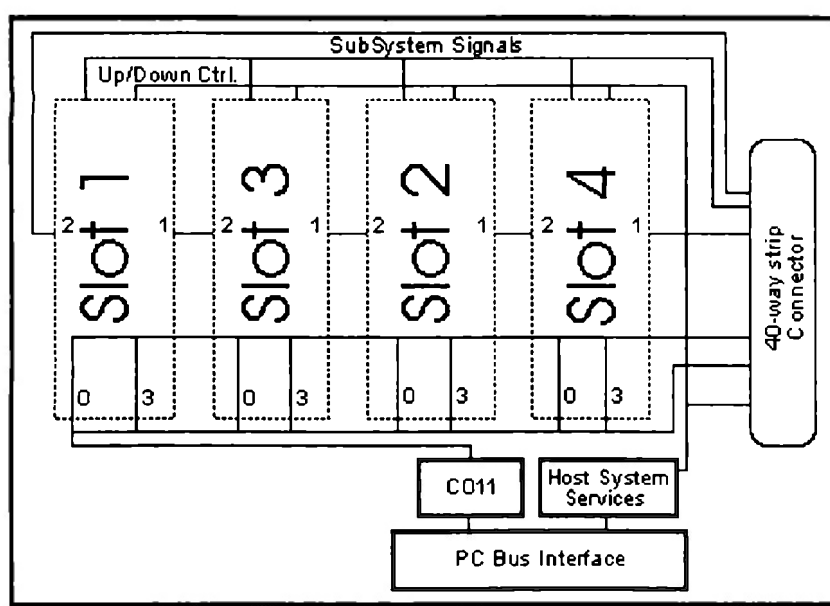 SubSystem Signals
Up/Down Ctrl.
Slot 1
Slot 3
Slot 2
Slot 4
2 1 2 1 2 1 2 1
40-way strip
Connector
0 3 0 3 0 3 0 3
C011
Host System
Services
PC Bus Interface